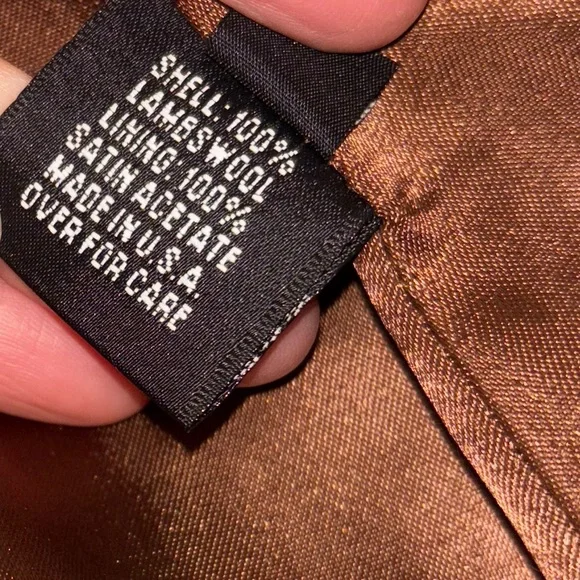 SHELL: 100%
LAMBSWOOL
LINING: 100%
SATIN ACETATE
MADE IN U.S.A.
OVER FOR CARE